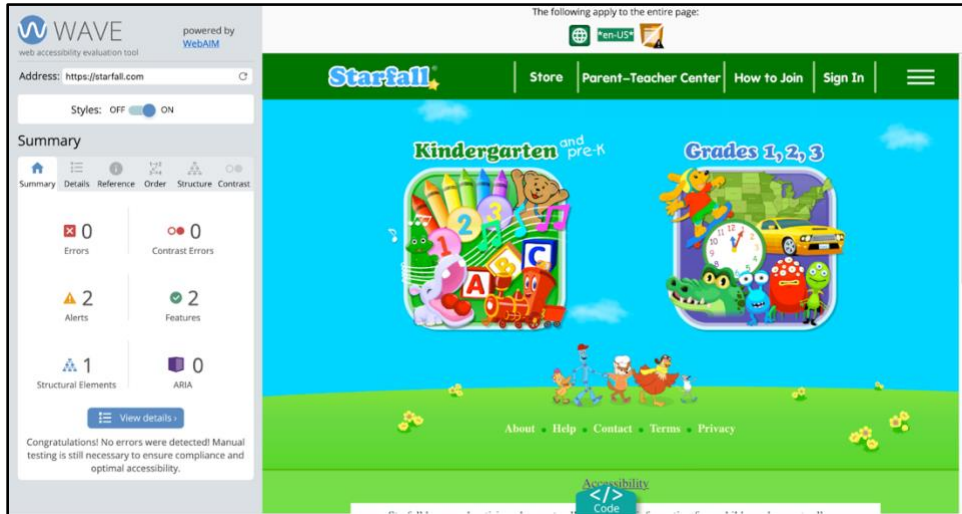 WAVE
web accessibility evaluation tool
powered by
WebAIM
Address: https://starfall.com
Styles: OFF ON
Summary
Summary Details Reference Order Structure Contrast
0 0
Errors Contrast Errors
2 2
Alerts Features
1 0
Structural Elements ARIA
View details ›
Congratulations! No errors were detected! Manual
testing is still necessary to ensure compliance and
optimal accessibility.
The following apply to the entire page:
*en-US*
Starfall
Store Parent-Teacher Center How to Join Sign In
Kindergarten and pre-K
Grades 1, 2, 3
1 2 3
A B C
About Help Contact Terms Privacy
Accessibility
</>
Code